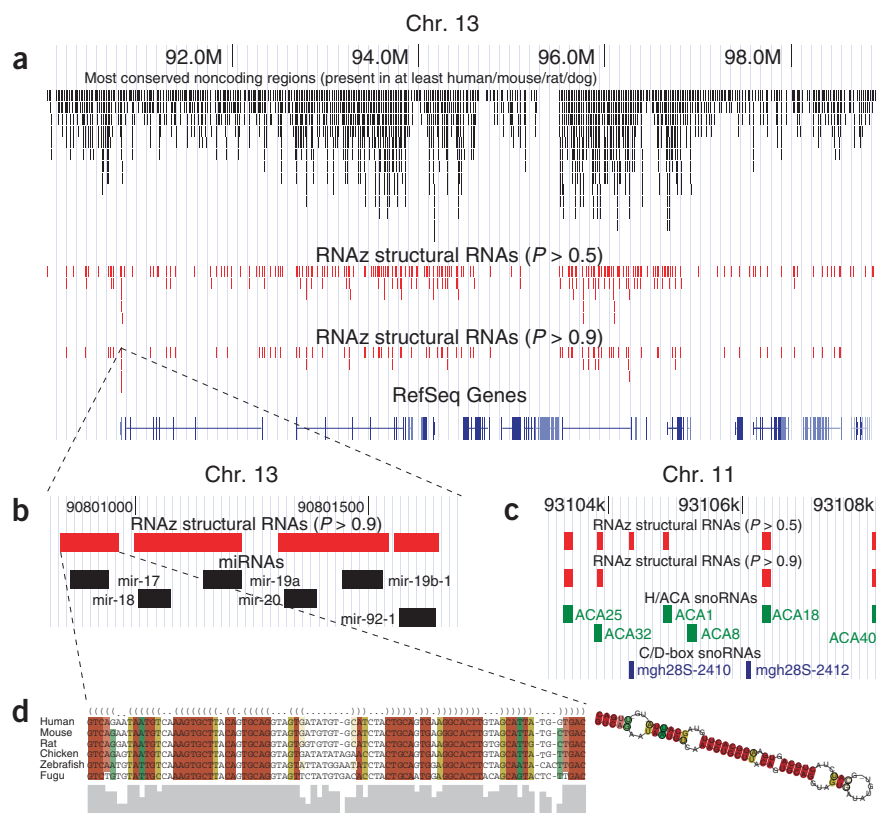 Chr. 13
a
92.0M 94.0M 96.0M 98.0M
Most conserved noncoding regions (present in at least human/mouse/rat/dog)
RNAz structural RNAs (P > 0.5)
RNAz structural RNAs (P > 0.9)
RefSeq Genes
Chr. 13
b
90801000 90801500
RNAz structural RNAs (P > 0.9)
miRNAs
mir-17 mir-19a mir-19b-1
mir-18 mir-20
mir-92-1
Chr. 11
c
93104k 93106k 93108k
RNAz structural RNAs (P > 0.5)
RNAz structural RNAs (P > 0.9)
H/ACA snoRNAs
ACA25 ACA1 ACA18
ACA32 ACA8 ACA40
C/D-box snoRNAs
mgh28S-2410 mgh28S-2412
d
Human GTCAGAATAATGTCAAAGTGCTTACAGTGCAGGTAGTGATATGT-GCATCTACTGCAGTGAAGGCACTTGTAGCATTA-TG-GTGAC
Mouse
Rat
Chicken
Zebrafish
Fugu